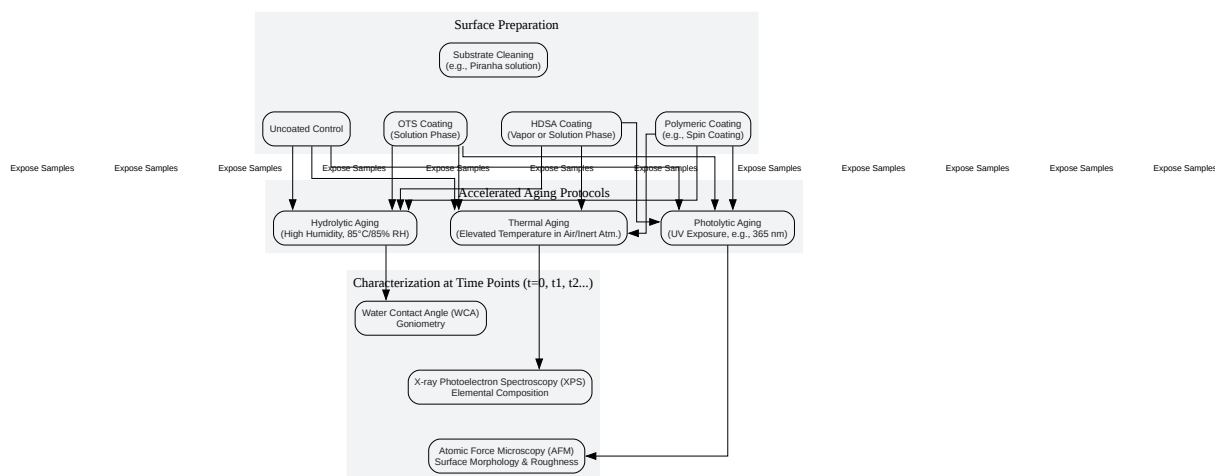 Surface Preparation
Substrate Cleaning
(e.g., Piranha solution)
Uncoated Control
OTS Coating
(Solution Phase)
HDSA Coating
(Vapor or Solution Phase)
Polymeric Coating
(e.g., Spin Coating)
Expose Samples
Expose Samples
Expose Samples
Expose Samples
Expose Samples
Expose Samples
Expose Samples
Expose Samples
Expose Samples
Expose Samples
Expose Samples
Expose Samples
Accelerated Aging Protocols
Hydrolytic Aging
(High Humidity, 85°C/85% RH)
Thermal Aging
(Elevated Temperature in Air/Inert Atm.)
Photolytic Aging
(UV Exposure, e.g., 365 nm)
Characterization at Time Points (t=0, t1, t2...)
Water Contact Angle (WCA)
Goniometry
X-ray Photoelectron Spectroscopy (XPS)
Elemental Composition
Atomic Force Microscopy (AFM)
Surface Morphology & Roughness